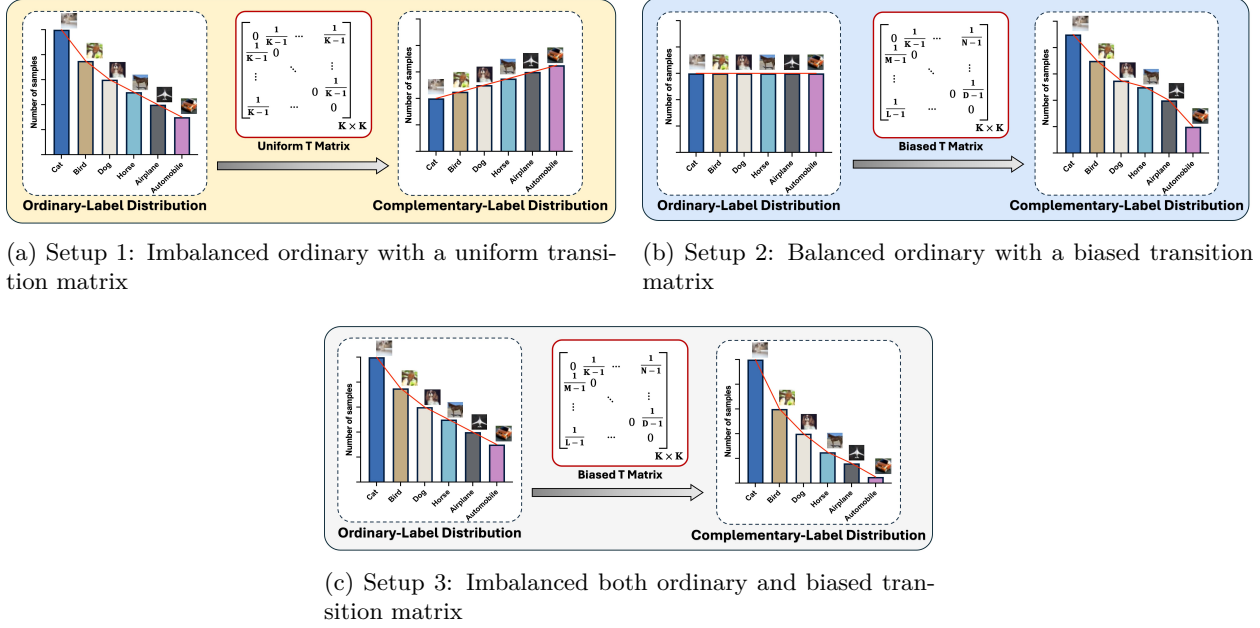 Number of samples
Cat
Bird
Dog
Horse
Airplane
Automobile
Ordinary-Label Distribution
0 1/K−1 ⋯ 1/K−1
1/K−1 0
⋮ ⋱ ⋮
0 1/K−1
1/K−1 ⋯ 0
K × K
Uniform T Matrix
Number of samples
Cat
Bird
Dog
Horse
Airplane
Automobile
Complementary-Label Distribution
(a) Setup 1: Imbalanced ordinary with a uniform transi-
tion matrix
Number of samples
Cat
Bird
Dog
Horse
Airplane
Automobile
Ordinary-Label Distribution
0 1/K−1 ⋯ 1/N−1
1/M−1 0
⋮ ⋱ ⋮
0 1/D−1
1/L−1 ⋯ 0
K × K
Biased T Matrix
Number of samples
Cat
Bird
Dog
Horse
Airplane
Automobile
Complementary-Label Distribution
(b) Setup 2: Balanced ordinary with a biased transition
matrix
Number of samples
Cat
Bird
Dog
Horse
Airplane
Automobile
Ordinary-Label Distribution
0 1/K−1 ⋯ 1/N−1
1/M−1 0
⋮ ⋱ ⋮
0 1/D−1
1/L−1 ⋯ 0
K × K
Biased T Matrix
Number of samples
Cat
Bird
Dog
Horse
Airplane
Automobile
Complementary-Label Distribution
(c) Setup 3: Imbalanced both ordinary and biased tran-
sition matrix